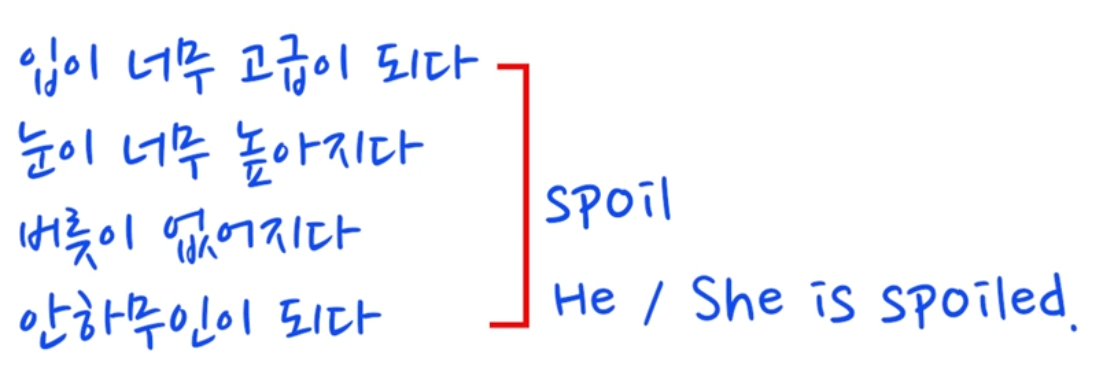 입이 너무 고급이 되다
눈이 너무 높아지다
버릇이 없어지다
안하무인이 되다
spoil
He / She is spoiled.